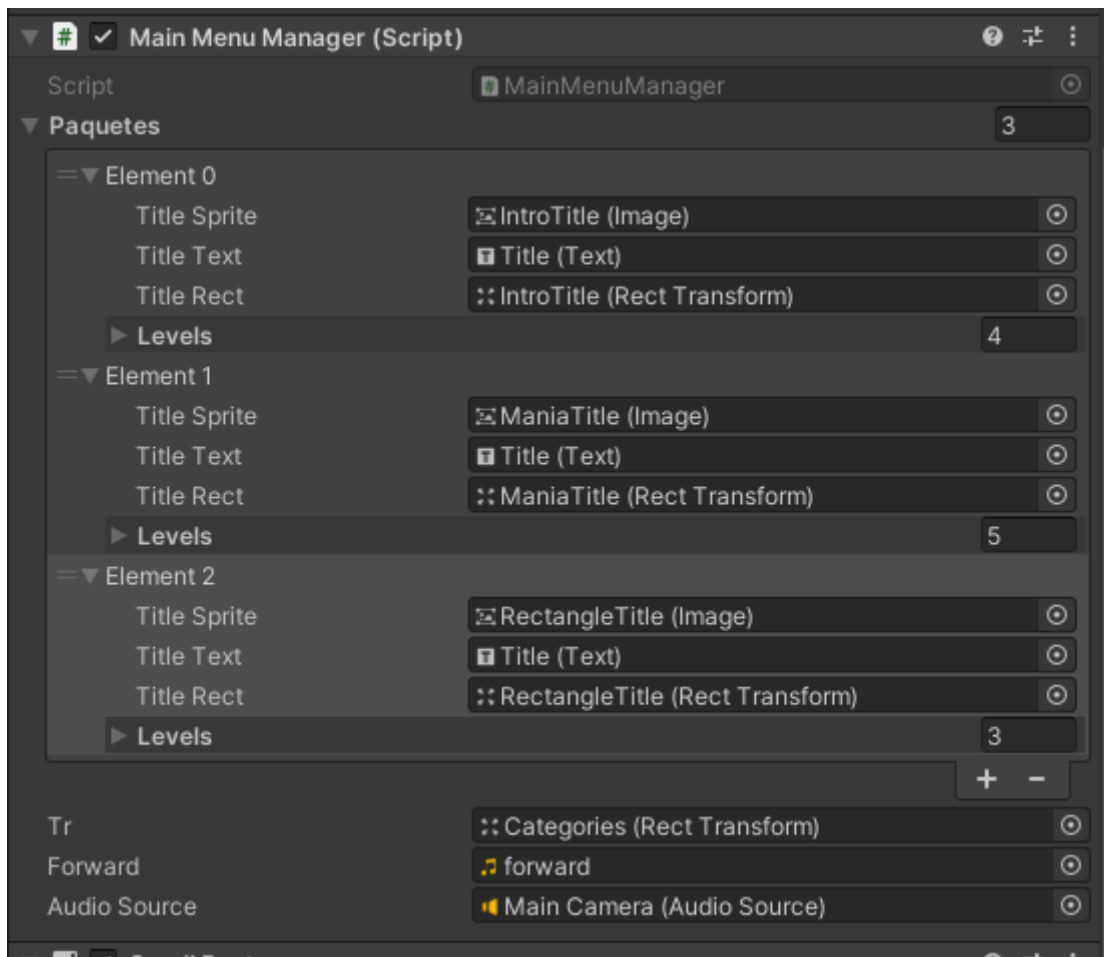 Main Menu Manager (Script)
Script MainMenuManager
Paquetes 3
Element 0
Title Sprite IntroTitle (Image)
Title Text Title (Text)
Title Rect IntroTitle (Rect Transform)
Levels 4
Element 1
Title Sprite ManiaTitle (Image)
Title Text Title (Text)
Title Rect ManiaTitle (Rect Transform)
Levels 5
Element 2
Title Sprite RectangleTitle (Image)
Title Text Title (Text)
Title Rect RectangleTitle (Rect Transform)
Levels 3
+ -
Tr Categories (Rect Transform)
Forward forward
Audio Source Main Camera (Audio Source)